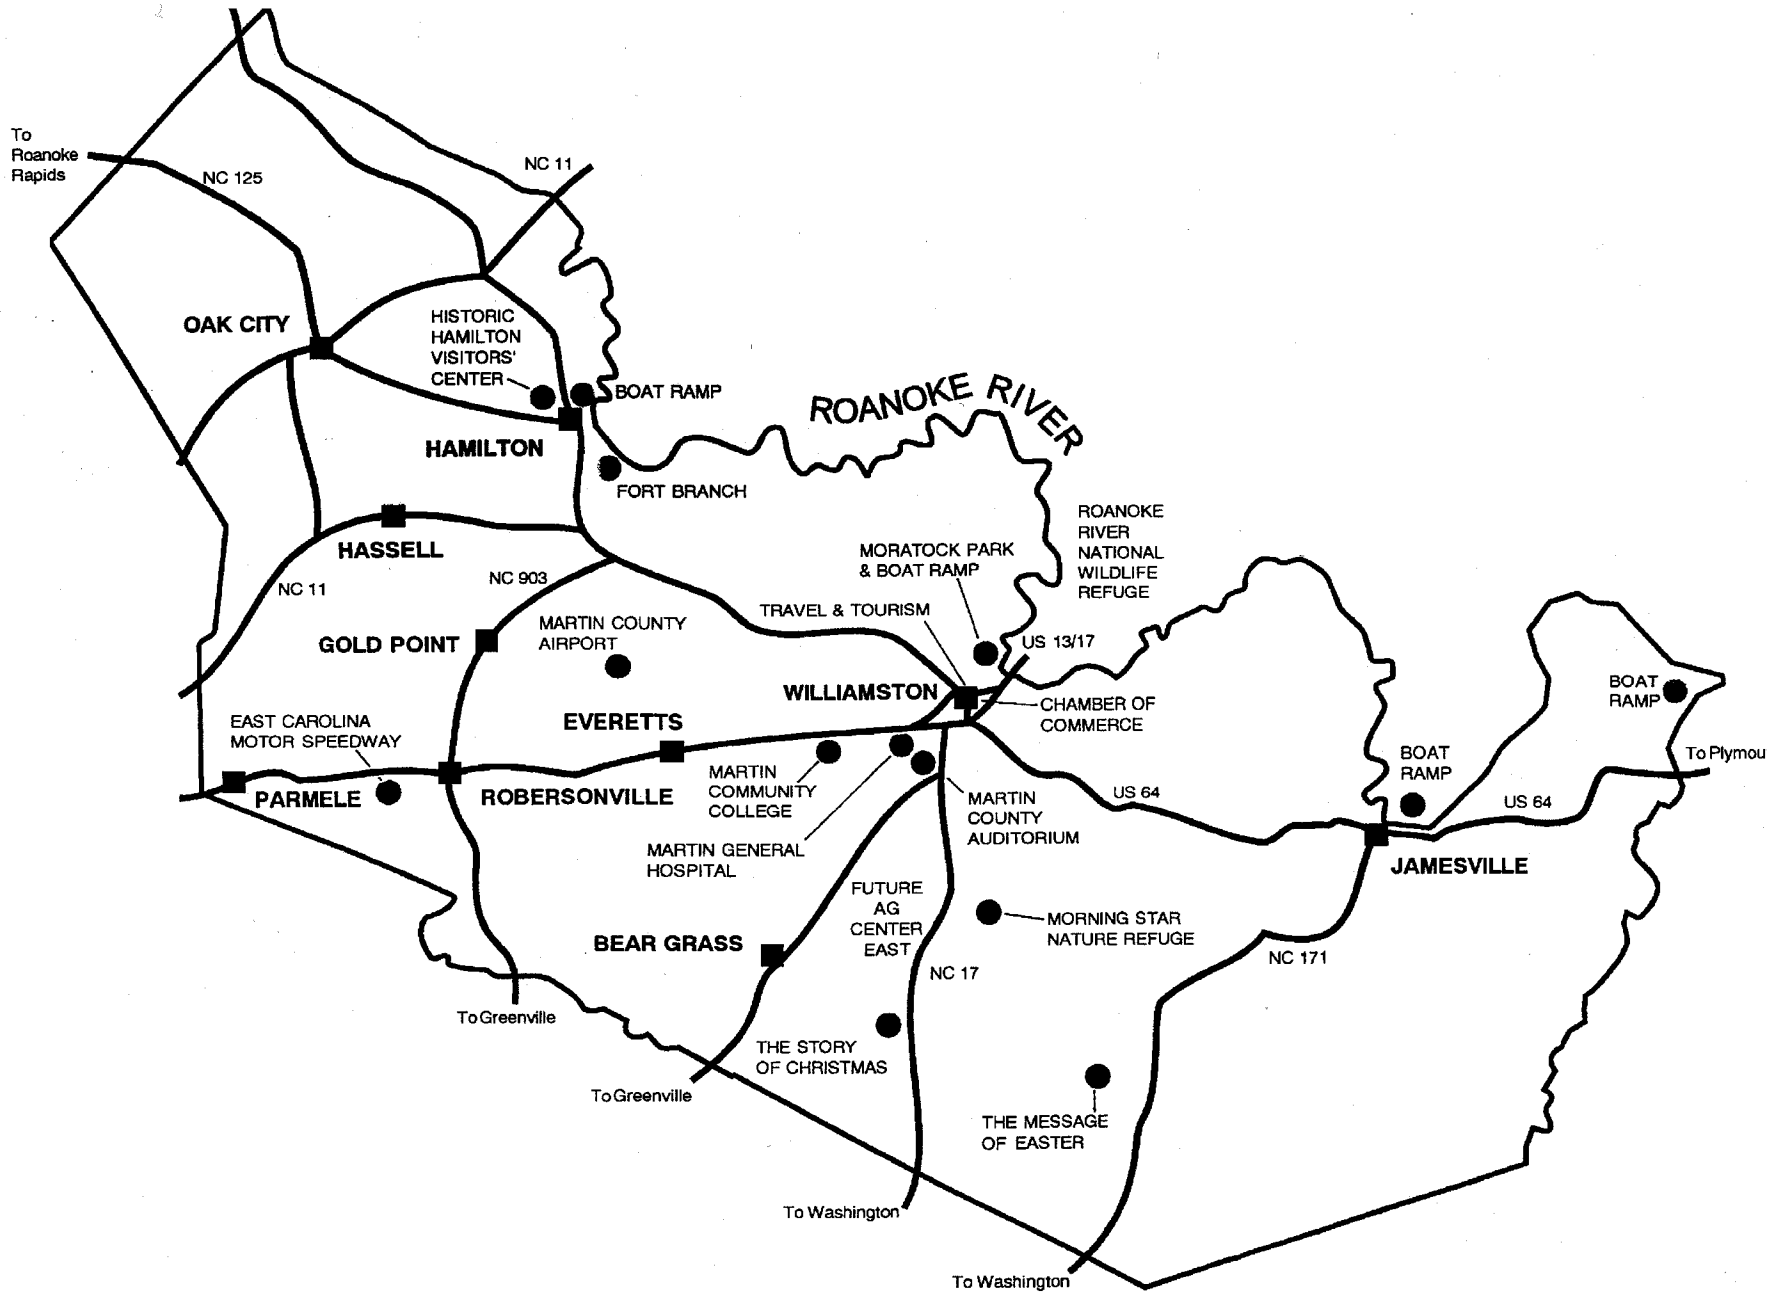 To
Roanoke
Rapids
NC 125
NC 11
OAK CITY
HISTORIC
HAMILTON
VISITORS'
CENTER
BOAT RAMP
HAMILTON
FORT BRANCH
ROANOKE RIVER
ROANOKE
RIVER
NATIONAL
WILDLIFE
REFUGE
HASSELL
NC 11
NC 903
MORATOCK PARK
& BOAT RAMP
TRAVEL & TOURISM
US 13/17
GOLD POINT
MARTIN COUNTY
AIRPORT
WILLIAMSTON
CHAMBER OF
COMMERCE
BOAT
RAMP
EAST CAROLINA
MOTOR SPEEDWAY
EVERETTS
To Plymou
BOAT
RAMP
PARMELE
ROBERSONVILLE
MARTIN
COMMUNITY
COLLEGE
MARTIN
COUNTY
AUDITORIUM
US 64
US 64
MARTIN GENERAL
HOSPITAL
JAMESVILLE
FUTURE
AG
CENTER
EAST
MORNING STAR
NATURE REFUGE
BEAR GRASS
NC 17
NC 171
To Greenville
THE STORY
OF CHRISTMAS
To Greenville
THE MESSAGE
OF EASTER
To Washington
To Washington